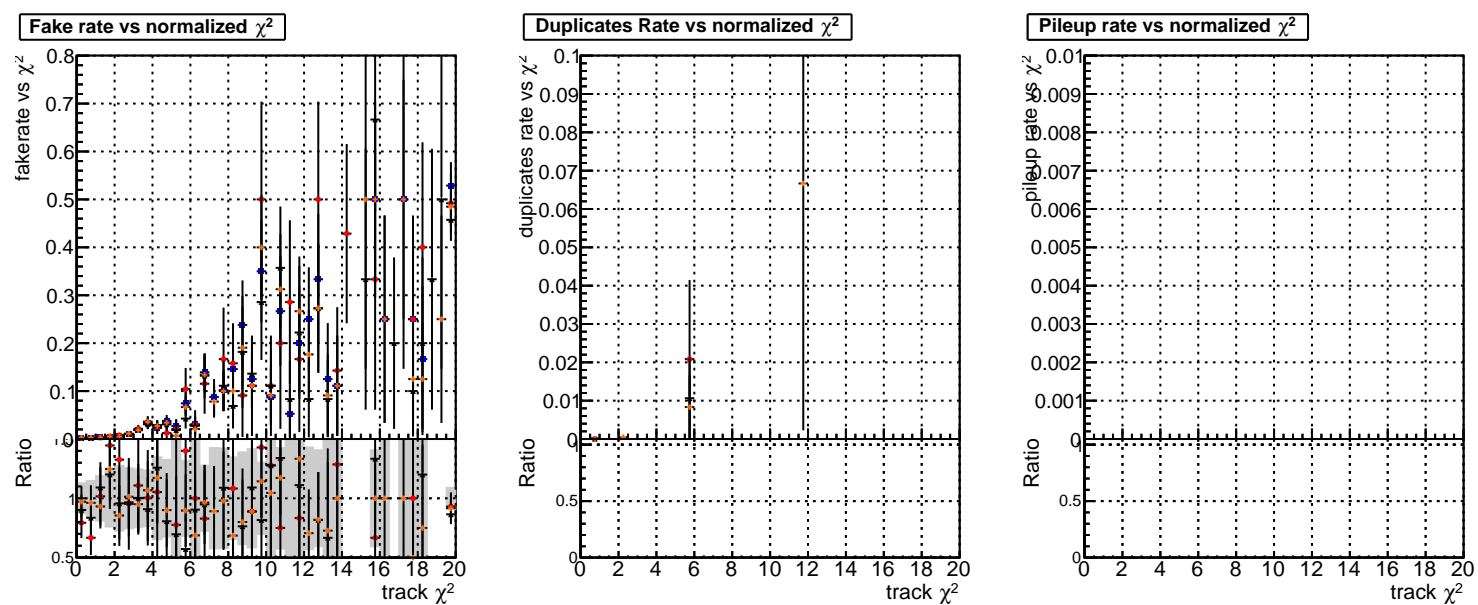 Fake rate vs normalized χ²
fakerate vs χ²
0.8
0.7
0.6
0.5
0.4
0.3
0.2
0.1
0
Ratio
1
0.5
0 2 4 6 8 10 12 14 16 18 20
track χ²
Duplicates Rate vs normalized χ²
duplicates rate vs χ²
0.1
0.09
0.08
0.07
0.06
0.05
0.04
0.03
0.02
0.01
0
Ratio
1
0.5
0
0 2 4 6 8 10 12 14 16 18 20
track χ²
Pileup rate vs normalized χ²
pileup rate vs χ²
0.01
0.009
0.008
0.007
0.006
0.005
0.004
0.003
0.002
0.001
0
Ratio
1
0.5
0
0 2 4 6 8 10 12 14 16 18 20
track χ²